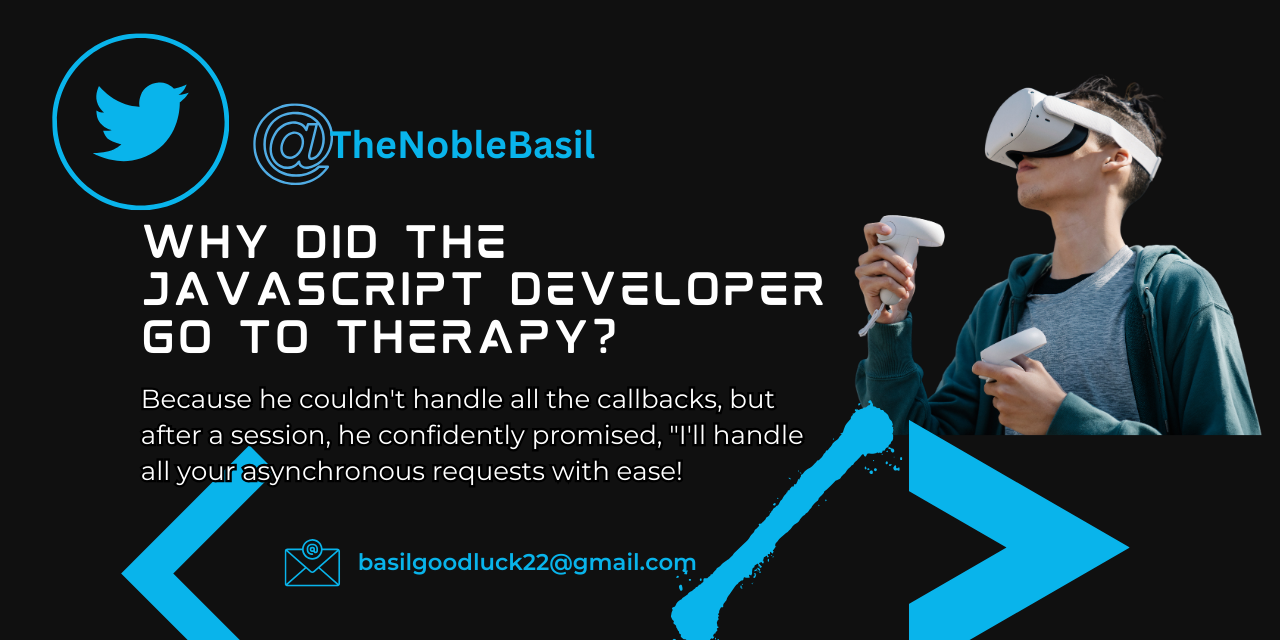 @TheNobleBasil
WHY DID THE
JAVASCRIPT DEVELOPER
GO TO THERAPY?
Because he couldn't handle all the callbacks, but
after a session, he confidently promised, "I'll handle
all your asynchronous requests with ease!
@
basilgoodluck22@gmail.com